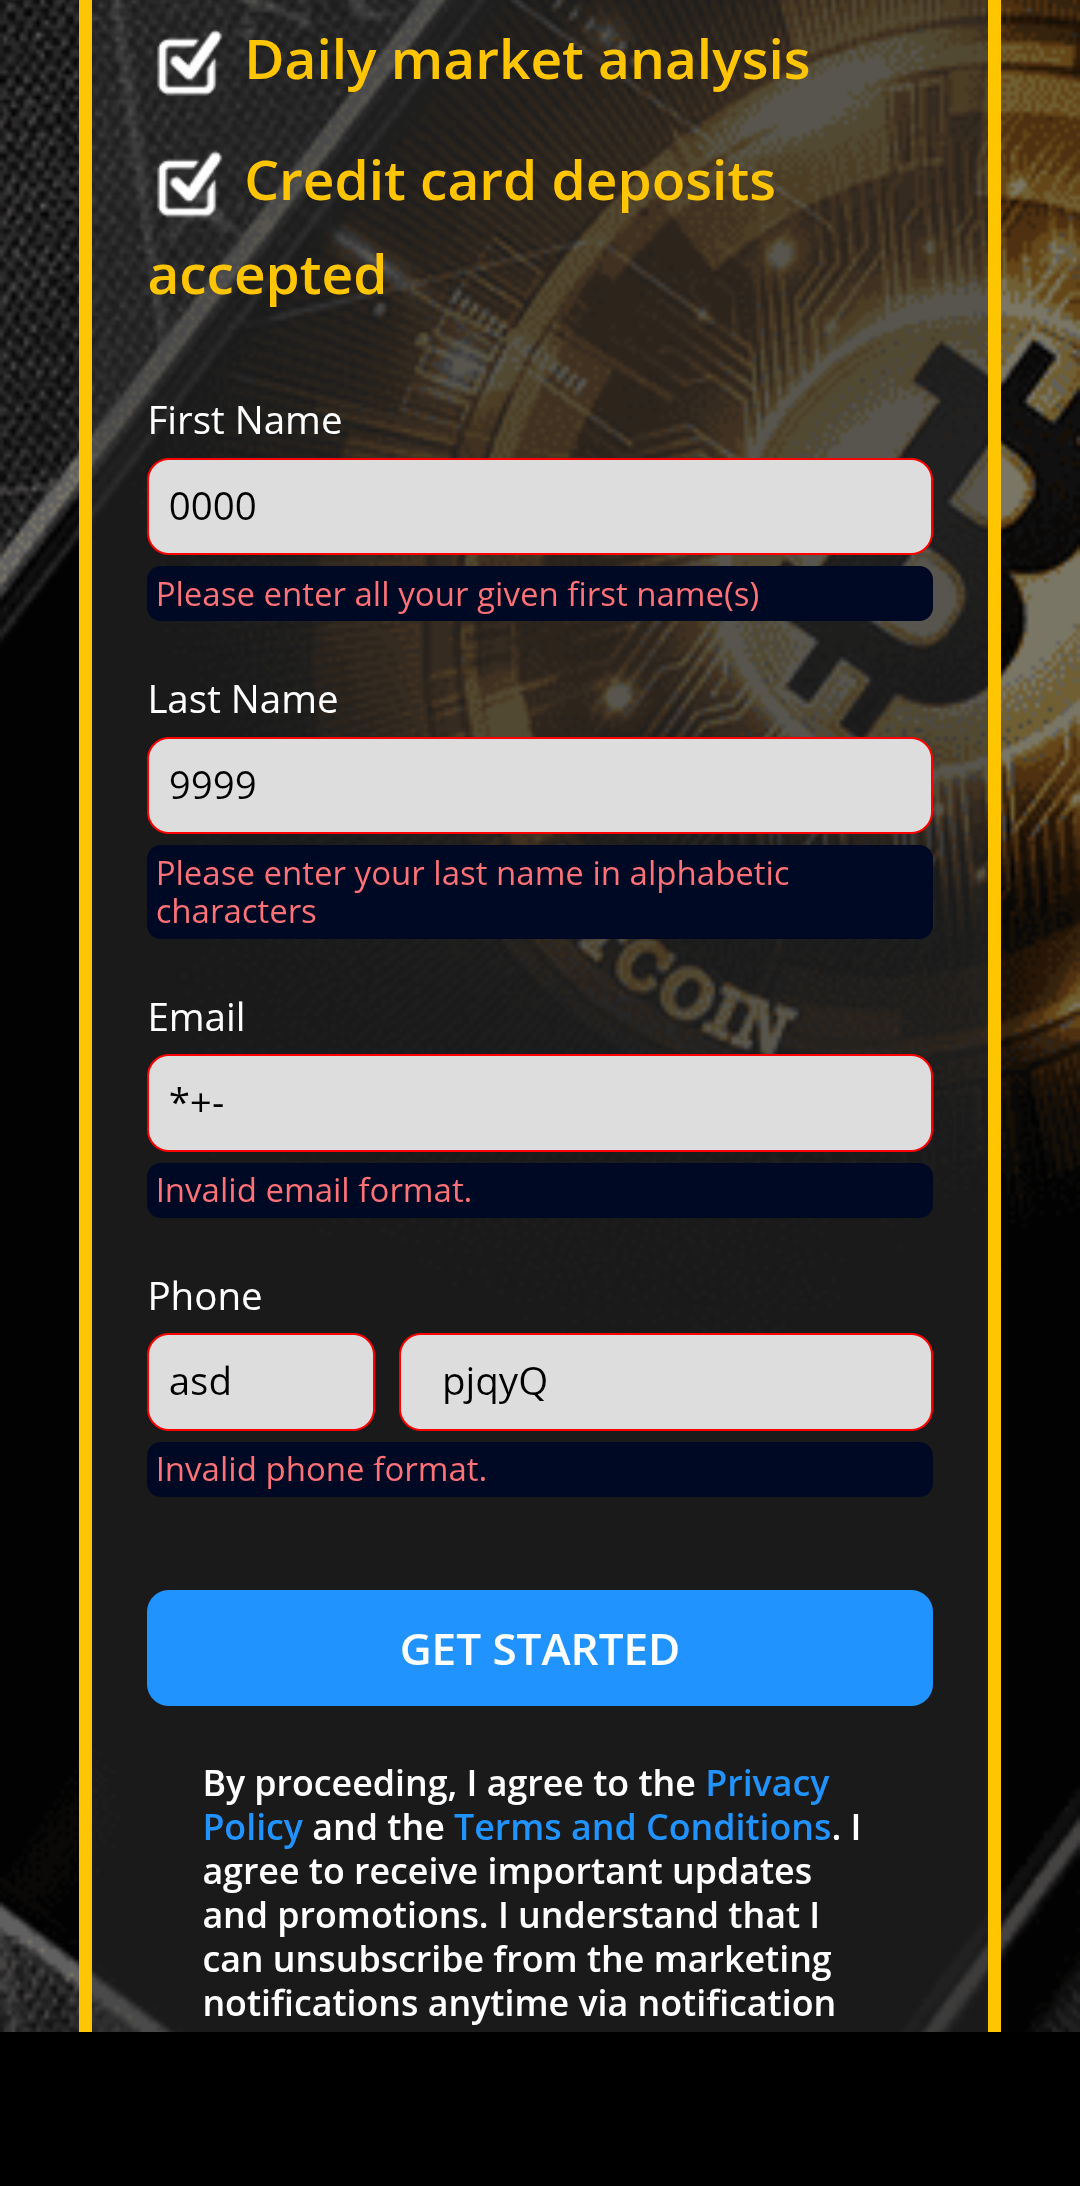 Daily market analysis
Credit card deposits
accepted
First Name
0000
Please enter all your given first name(s)
Last Name
9999
Please enter your last name in alphabetic
characters
TCOIN
Email
*+-
Invalid email format.
Phone
asd pjqyQ
Invalid phone format.
GET STARTED
By proceeding, I agree to the Privacy
Policy and the Terms and Conditions. I
agree to receive important updates
and promotions. I understand that I
can unsubscribe from the marketing
notifications anytime via notification